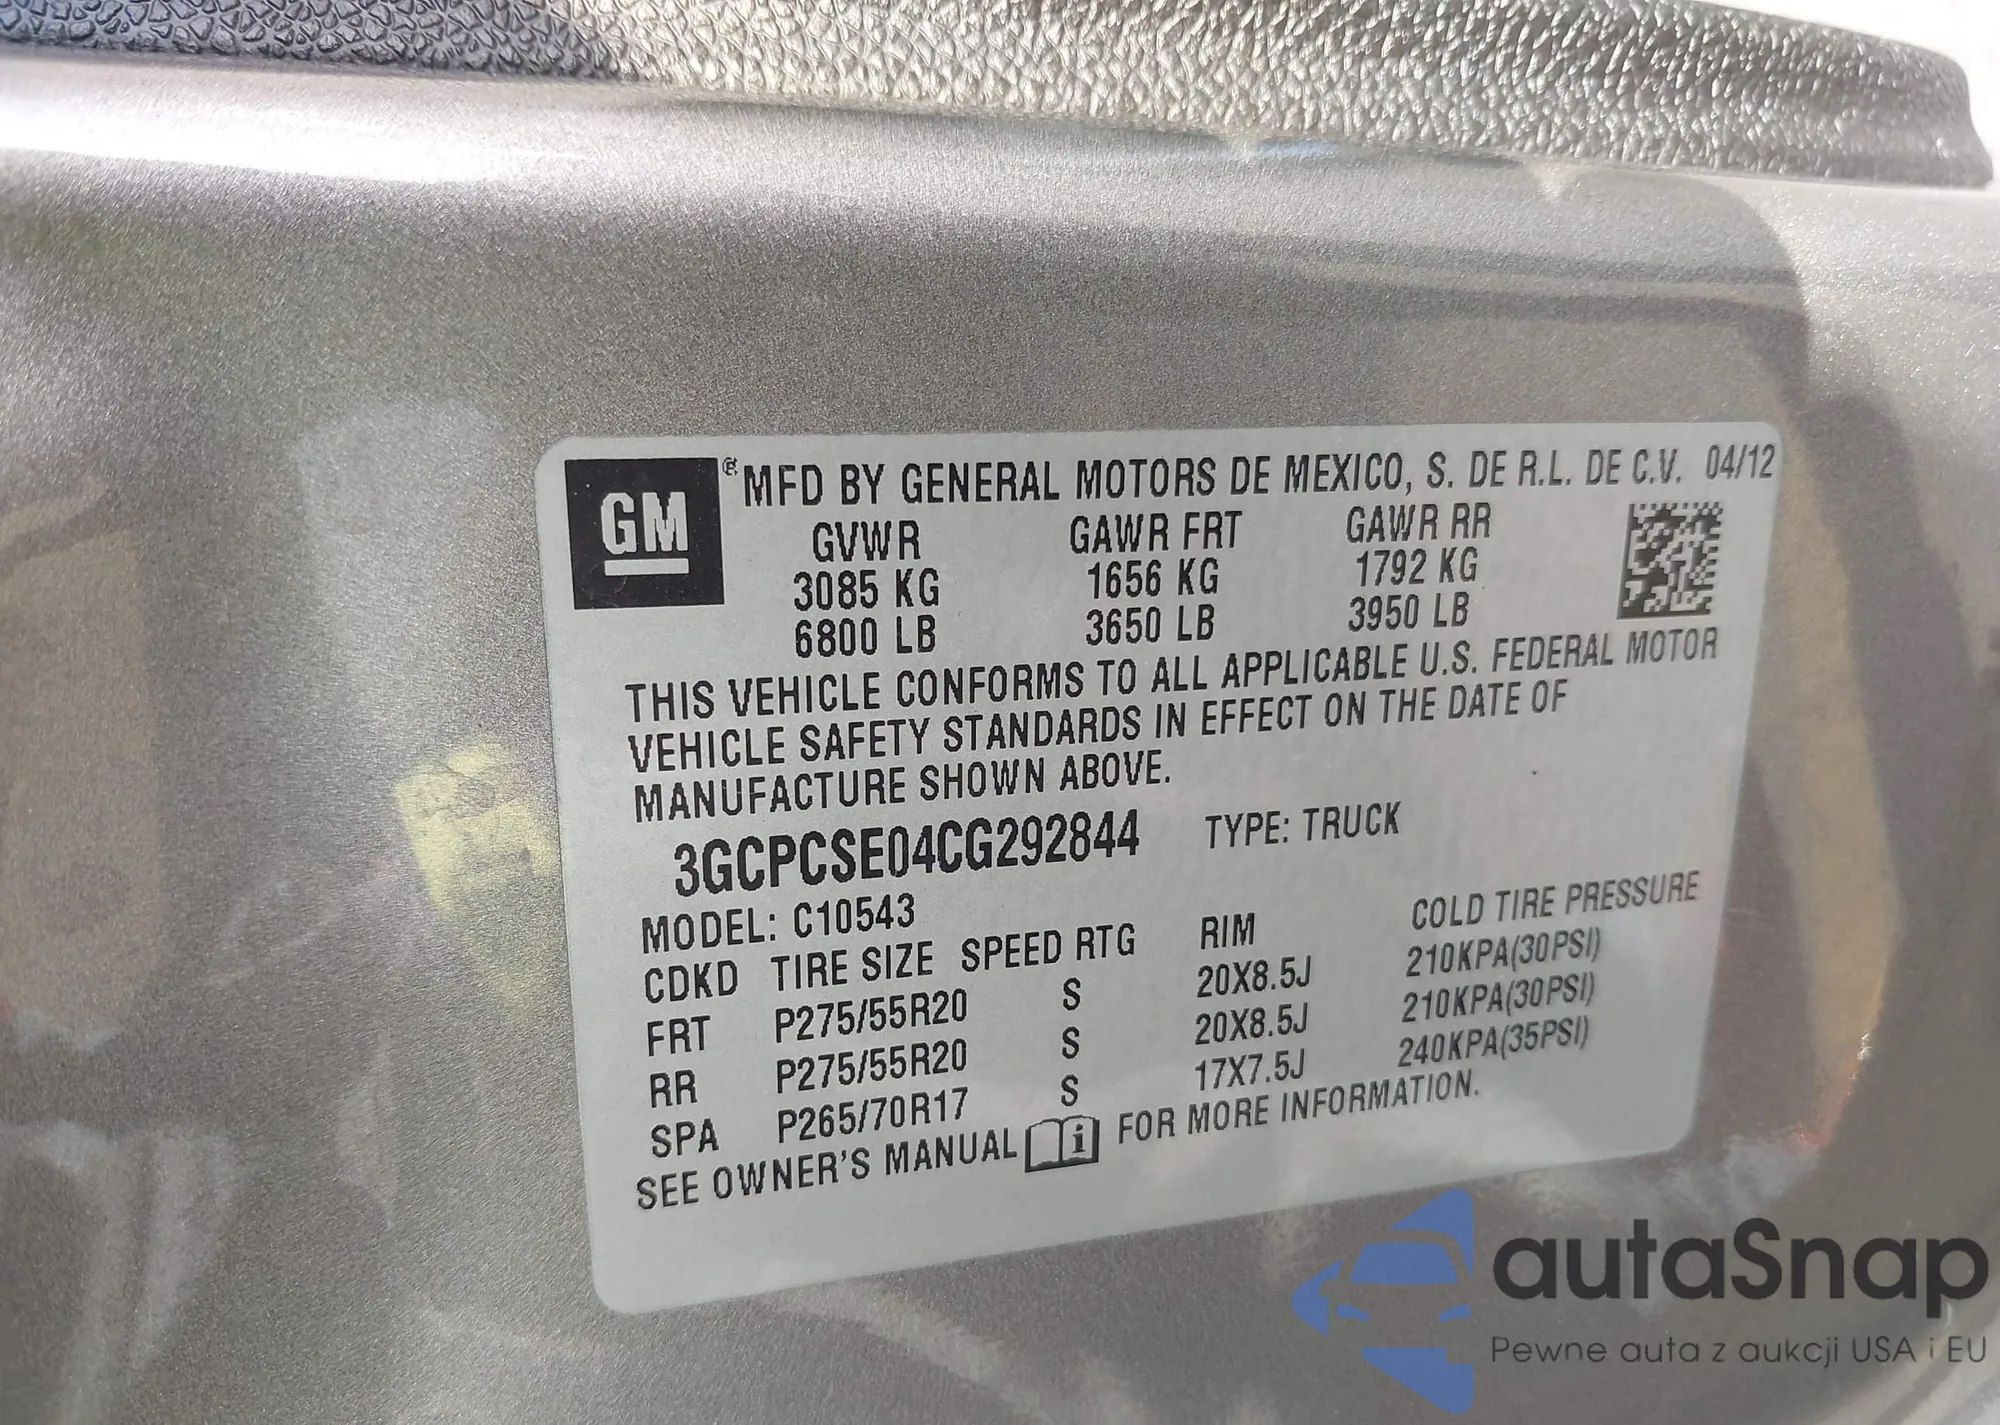 GM ® MFD BY GENERAL MOTORS DE MEXICO, S. DE R.L. DE C.V. 04/12
GVWR GAWR FRT GAWR RR
3085 KG 1656 KG 1792 KG
6800 LB 3650 LB 3950 LB
THIS VEHICLE CONFORMS TO ALL APPLICABLE U.S. FEDERAL MOTOR
VEHICLE SAFETY STANDARDS IN EFFECT ON THE DATE OF
MANUFACTURE SHOWN ABOVE.
3GCPCSE04CG292844 TYPE: TRUCK
MODEL: C10543
CDKD TIRE SIZE SPEED RTG RIM COLD TIRE PRESSURE
FRT P275/55R20 S 20X8.5J 210KPA(30PSI)
RR P275/55R20 S 20X8.5J 210KPA(30PSI)
SPA P265/70R17 S 17X7.5J 240KPA(35PSI)
SEE OWNER'S MANUAL FOR MORE INFORMATION.
autaSnap
Pewne auta z aukcji USA i EU